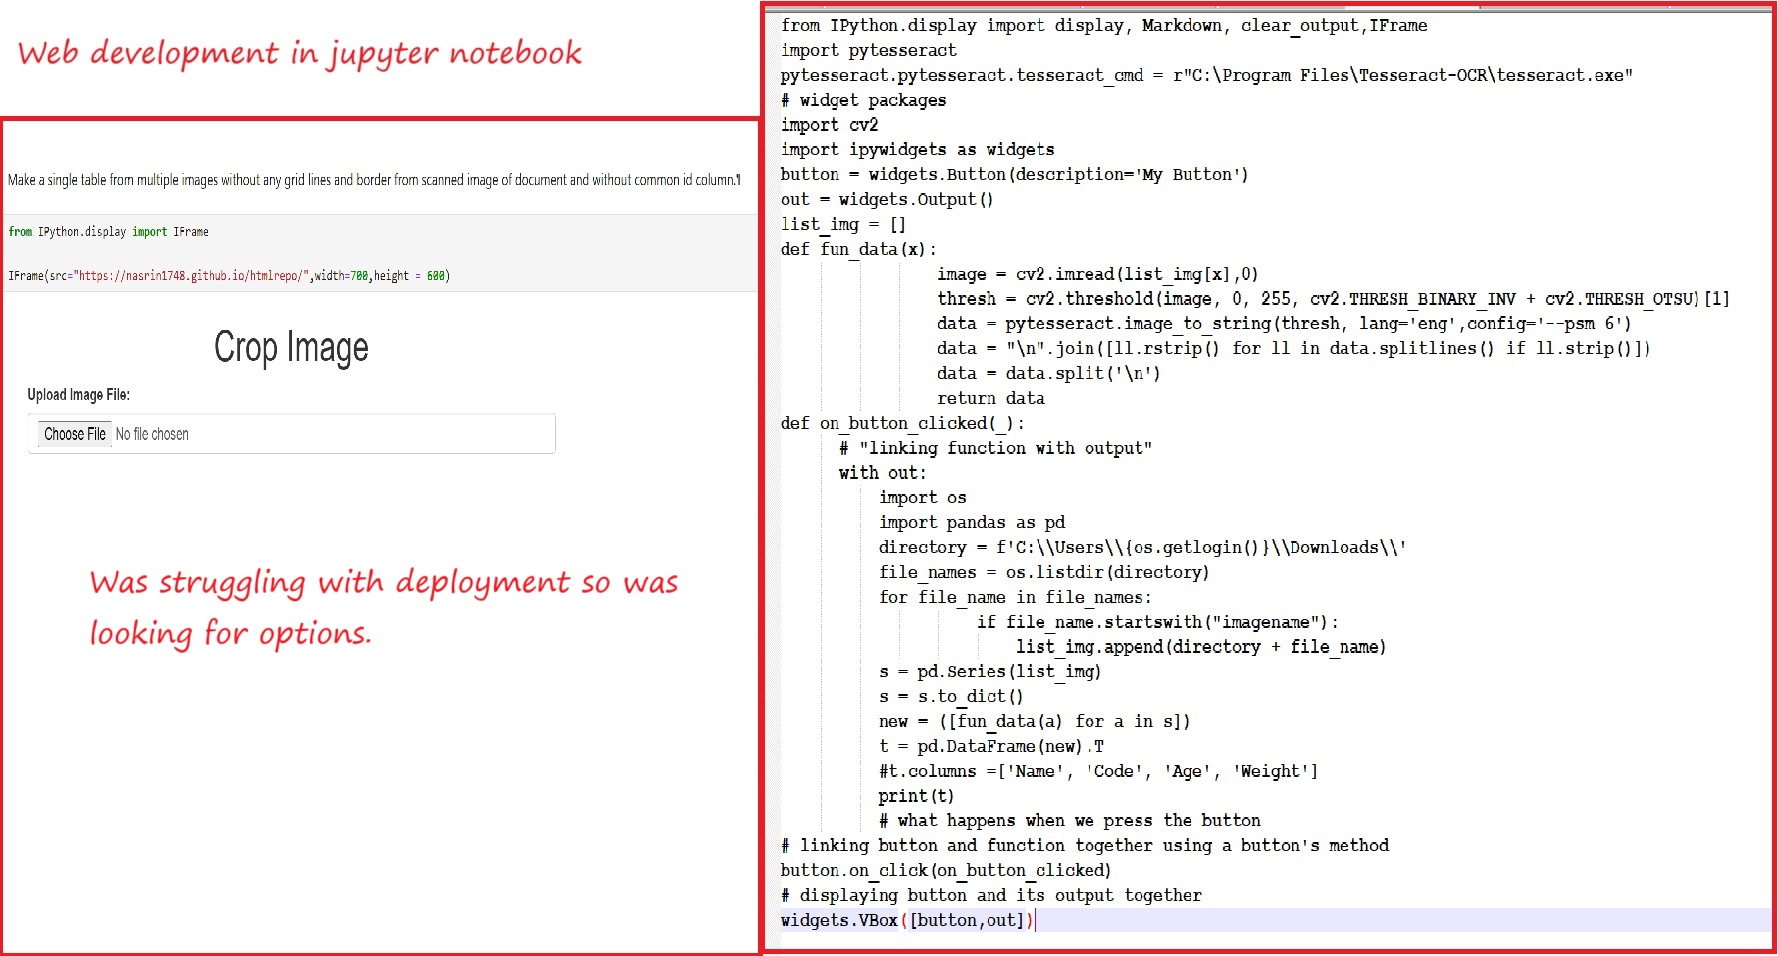 Web development in jupyter notebook
Make a single table from multiple images without any grid lines and border from scanned image of document and without common id column.¶
from IPython.display import IFrame
IFrame(src="https://nasrin1748.github.io/htmlrepo/",width=700,height = 600)
Crop Image
Upload Image File:
Choose File No file chosen
Was struggling with deployment so was
looking for options.
from IPython.display import display, Markdown, clear_output,IFrame
import pytesseract
pytesseract.pytesseract.tesseract_cmd = r"C:\Program Files\Tesseract-OCR\tesseract.exe"
# widget packages
import cv2
import ipywidgets as widgets
button = widgets.Button(description='My Button')
out = widgets.Output()
list_img = []
def fun_data(x):
image = cv2.imread(list_img[x],0)
thresh = cv2.threshold(image, 0, 255, cv2.THRESH_BINARY_INV + cv2.THRESH_OTSU)[1]
data = pytesseract.image_to_string(thresh, lang='eng',config='--psm 6')
data = "\n".join([ll.rstrip() for ll in data.splitlines() if ll.strip()])
data = data.split('\n')
return data
def on_button_clicked(_):
# "linking function with output"
with out:
import os
import pandas as pd
directory = f'C:\\Users\\{os.getlogin()}\\Downloads\\'
file_names = os.listdir(directory)
for file_name in file_names:
if file_name.startswith("imagename"):
list_img.append(directory + file_name)
s = pd.Series(list_img)
s = s.to_dict()
new = ([fun_data(a) for a in s])
t = pd.DataFrame(new).T
#t.columns =['Name', 'Code', 'Age', 'Weight']
print(t)
# what happens when we press the button
# linking button and function together using a button's method
button.on_click(on_button_clicked)
# displaying button and its output together
widgets.VBox([button,out])